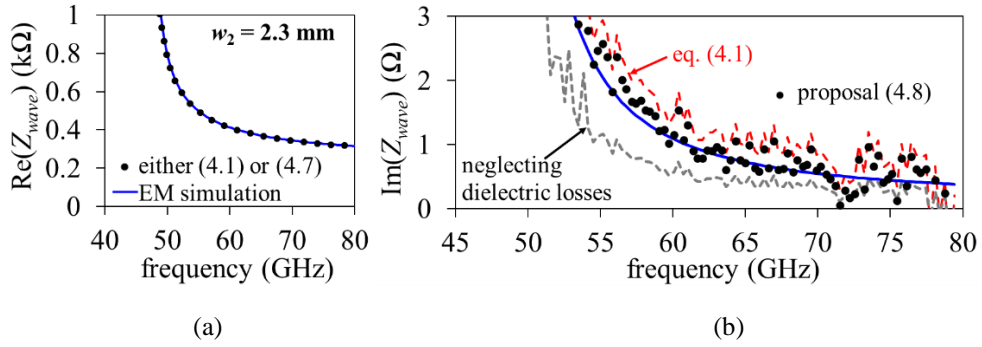 Re(Z_wave) (kΩ)
1
0.8
0.6
0.4
0.2
0
w₂ = 2.3 mm
either (4.1) or (4.7)
EM simulation
40 50 60 70 80
frequency (GHz)
(a)
Im(Z_wave) (Ω)
3
2
1
0
eq. (4.1)
proposal (4.8)
neglecting
dielectric losses
45 50 55 60 65 70 75 80
frequency (GHz)
(b)